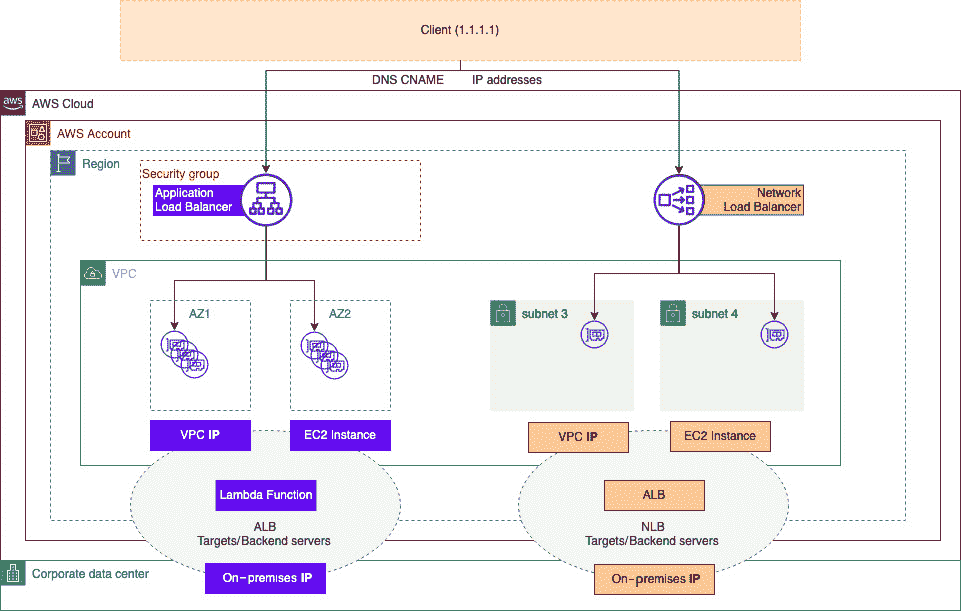 Client (1.1.1.1)
DNS CNAME
IP addresses
aws
AWS Cloud
AWS Account
Region
Security group
Application
Load Balancer
Network
Load Balancer
VPC
AZ1
AZ2
subnet 3
subnet 4
VPC IP
EC2 Instance
VPC IP
EC2 Instance
Lambda Function
ALB
ALB
Targets/Backend servers
NLB
Targets/Backend servers
Corporate data center
On-premises IP
On-premises IP